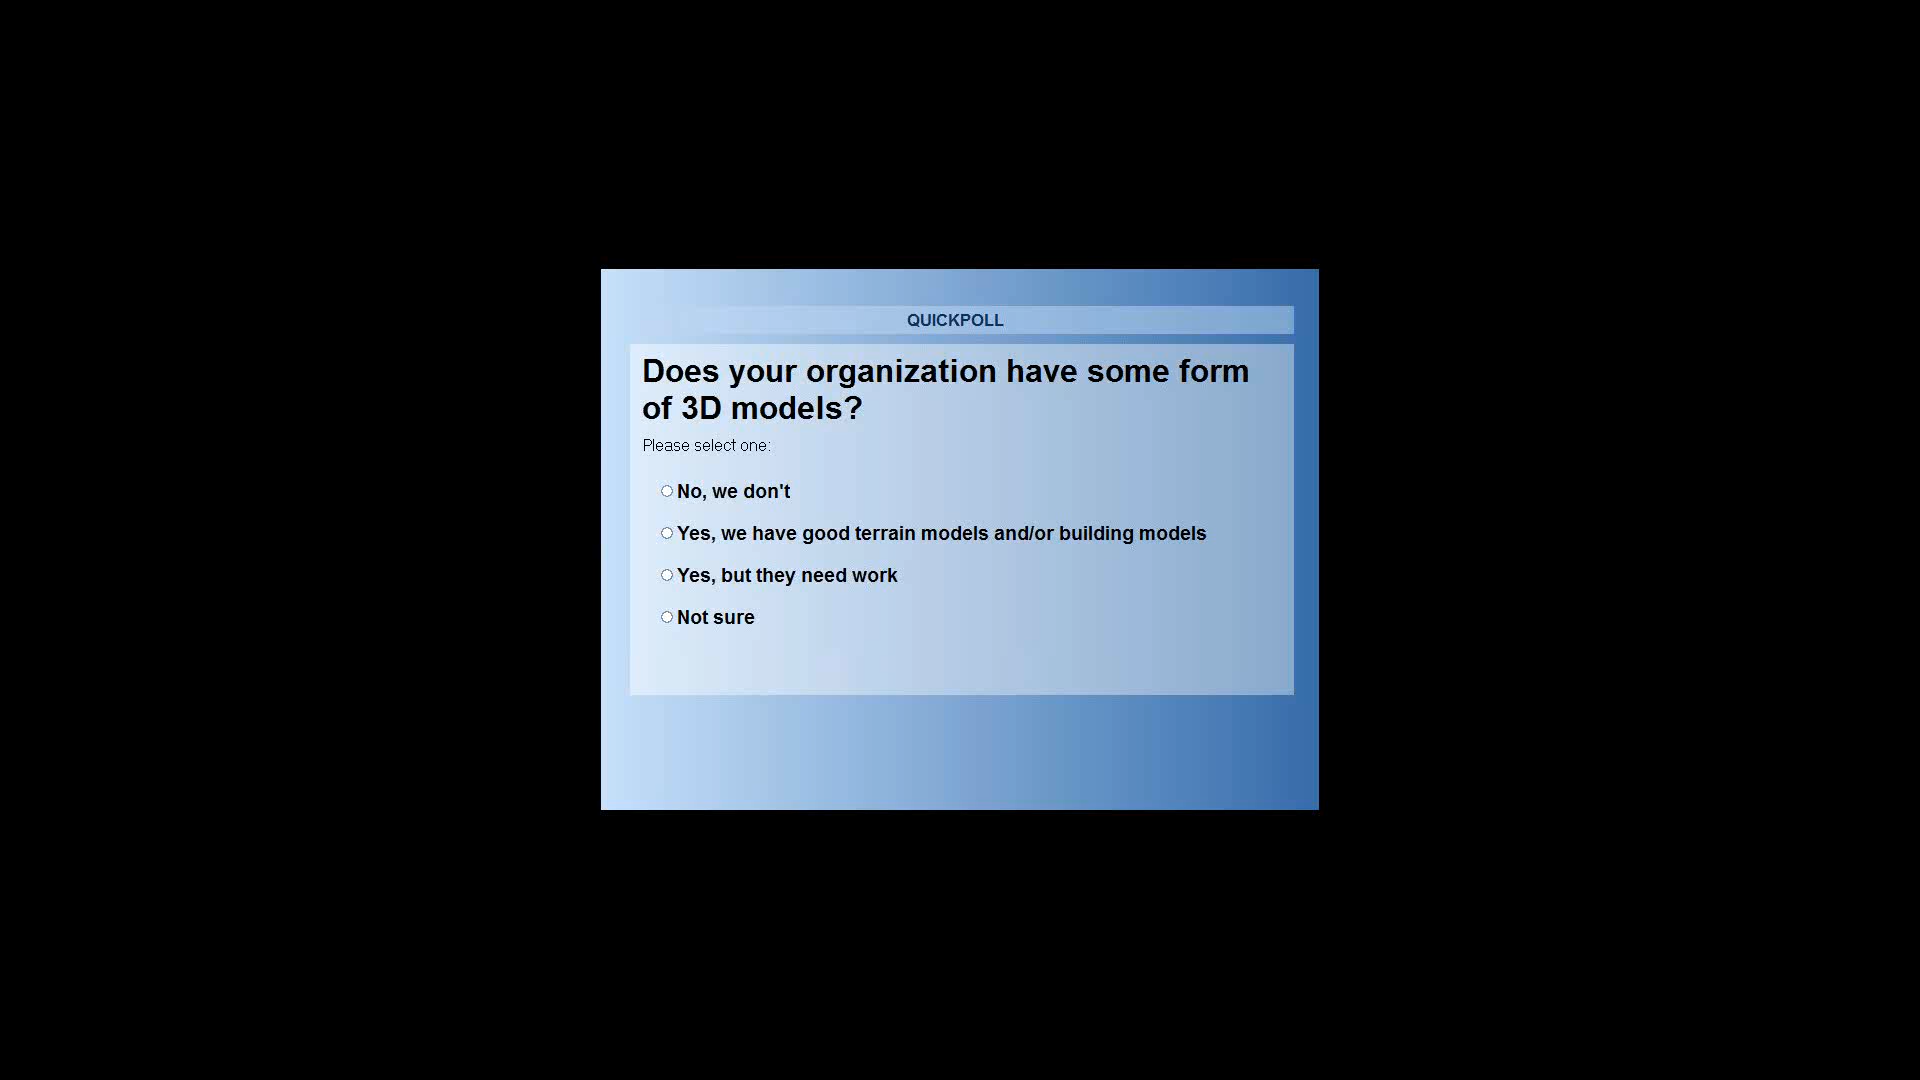 QUICKPOLL
Does your organization have some form
of 3D models?
Please select one:
No, we don't
Yes, we have good terrain models and/or building models
Yes, but they need work
Not sure